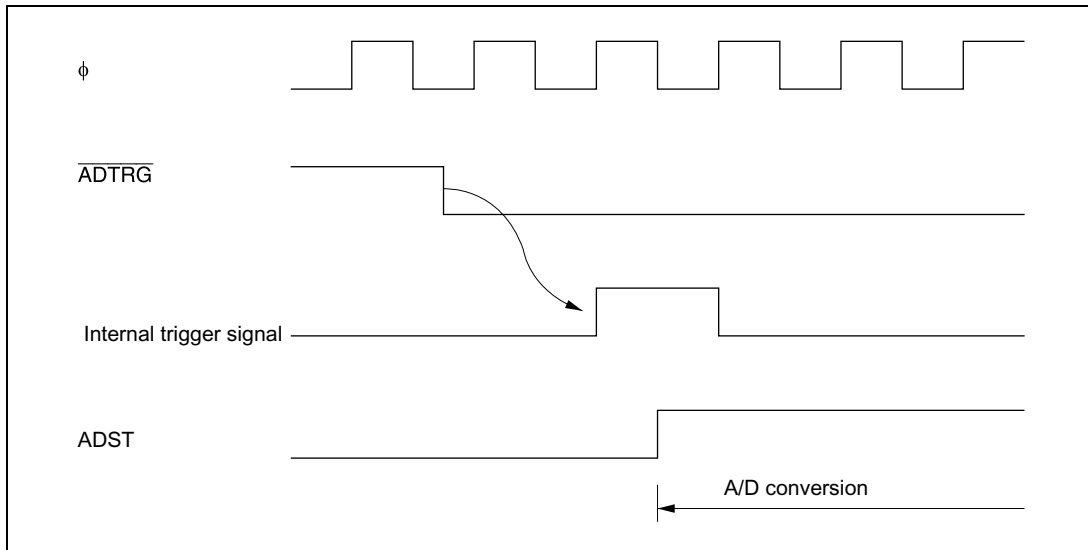 ϕ
ADTRG
Internal trigger signal
ADST
A/D conversion